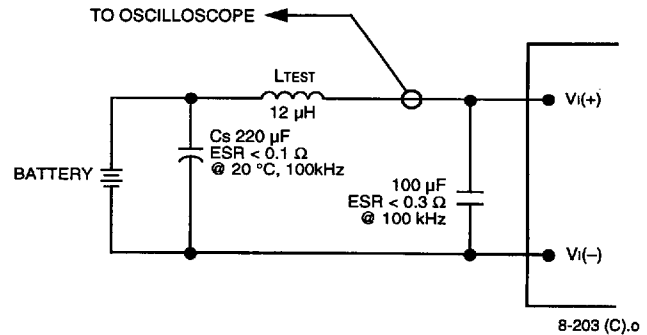 TO OSCILLOSCOPE
LTEST
12 µH
VI(+)
Cs 220 µF
ESR < 0.1 Ω
@ 20 °C, 100kHz
BATTERY
100 µF
ESR < 0.3 Ω
@ 100 kHz
VI(–)
8-203 (C).o